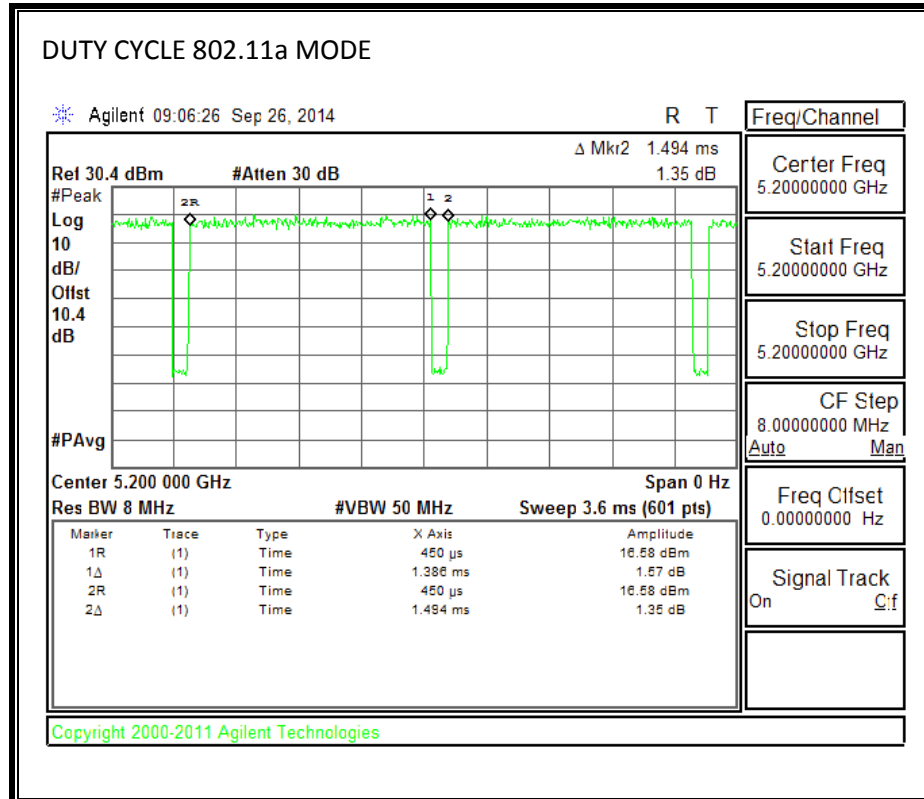 DUTY CYCLE 802.11a MODE
Agilent 09:06:26 Sep 26, 2014 R T
Δ Mkr2 1.494 ms
Ref 30.4 dBm #Atten 30 dB 1.35 dB
#Peak
Log
10
dB/
Offst
10.4
dB
#PAvg
2R
1 2
Center 5.200 000 GHz Span 0 Hz
Res BW 8 MHz #VBW 50 MHz Sweep 3.6 ms (601 pts)
Marker Trace Type X Axis Amplitude
1R (1) Time 450 µs 16.58 dBm
1Δ (1) Time 1.386 ms 1.57 dB
2R (1) Time 450 µs 16.58 dBm
2Δ (1) Time 1.494 ms 1.35 dB
Copyright 2000-2011 Agilent Technologies
Freq/Channel
Center Freq
5.20000000 GHz
Start Freq
5.20000000 GHz
Stop Freq
5.20000000 GHz
CF Step
8.00000000 MHz
Auto Man
Freq Offset
0.00000000 Hz
Signal Track
On Off